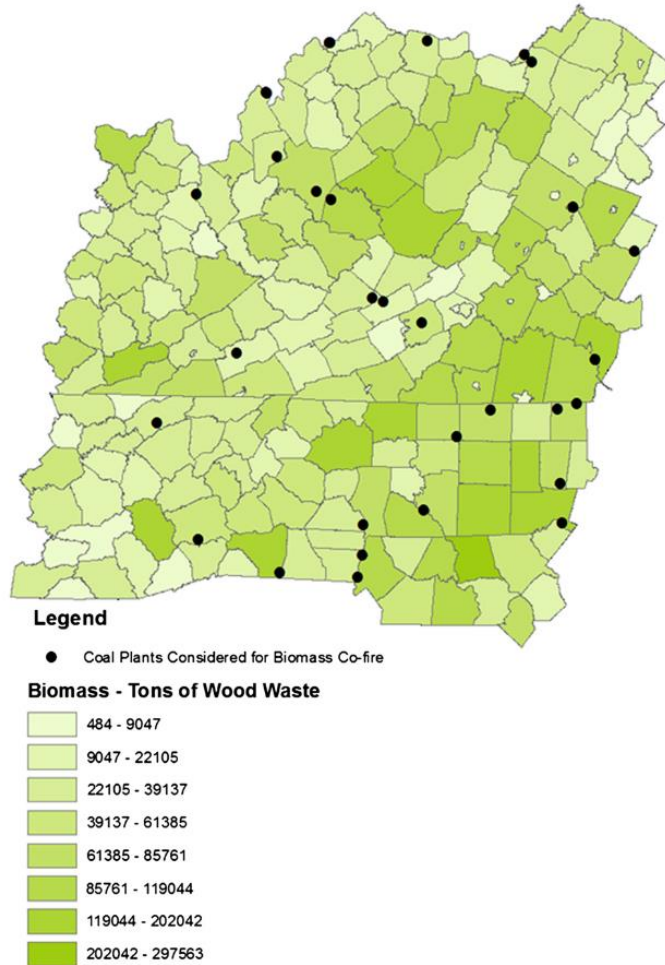 Legend
Coal Plants Considered for Biomass Co-fire
Biomass - Tons of Wood Waste
484 - 9047
9047 - 22105
22105 - 39137
39137 - 61385
61385 - 85761
85761 - 119044
119044 - 202042
202042 - 297563